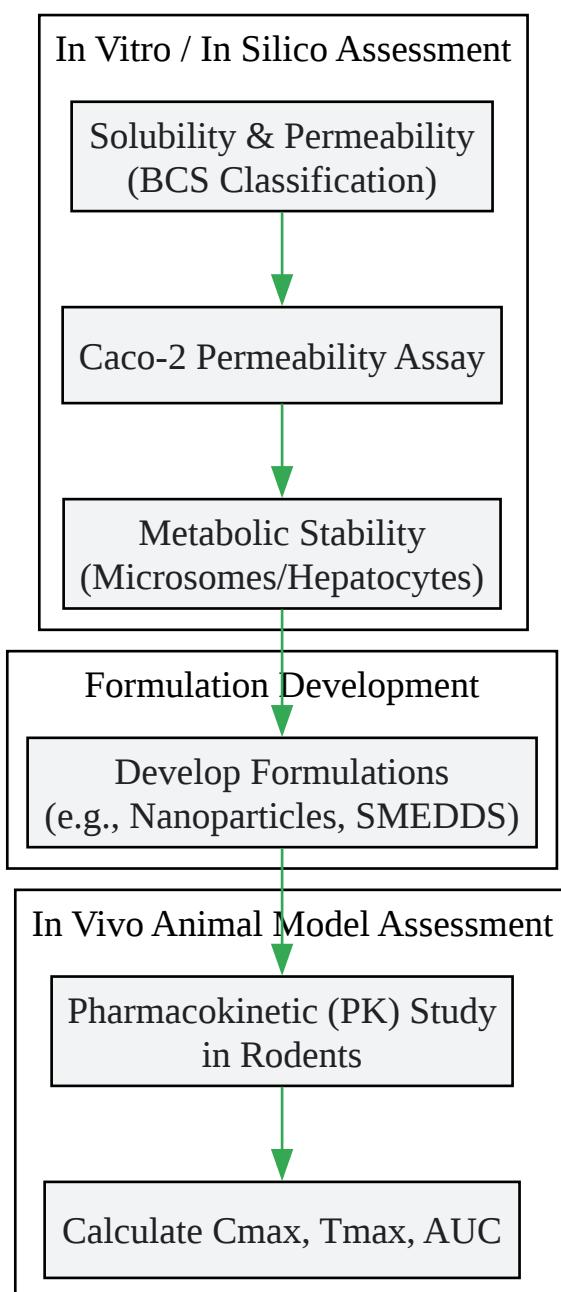 In Vitro / In Silico Assessment
Solubility & Permeability
(BCS Classification)
Caco-2 Permeability Assay
Metabolic Stability
(Microsomes/Hepatocytes)
Formulation Development
Develop Formulations
(e.g., Nanoparticles, SMEDDS)
In Vivo Animal Model Assessment
Pharmacokinetic (PK) Study
in Rodents
Calculate Cmax, Tmax, AUC